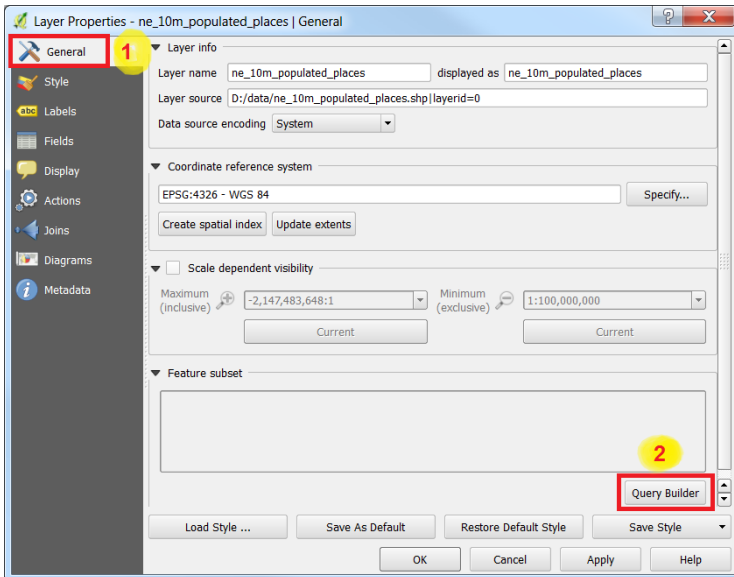 Layer Properties - ne_10m_populated_places | General
General
1
Style
abc Labels
Fields
Display
Actions
Joins
Diagrams
Metadata
Layer info
Layer name ne_10m_populated_places displayed as ne_10m_populated_places
Layer source D:/data/ne_10m_populated_places.shp|layerid=0
Data source encoding System
Coordinate reference system
EPSG:4326 - WGS 84 Specify...
Create spatial index Update extents
Scale dependent visibility
Maximum (inclusive) -2,147,483,648:1 Minimum (exclusive) 1:100,000,000
Current Current
Feature subset
2
Query Builder
Load Style ... Save As Default Restore Default Style Save Style
OK Cancel Apply Help